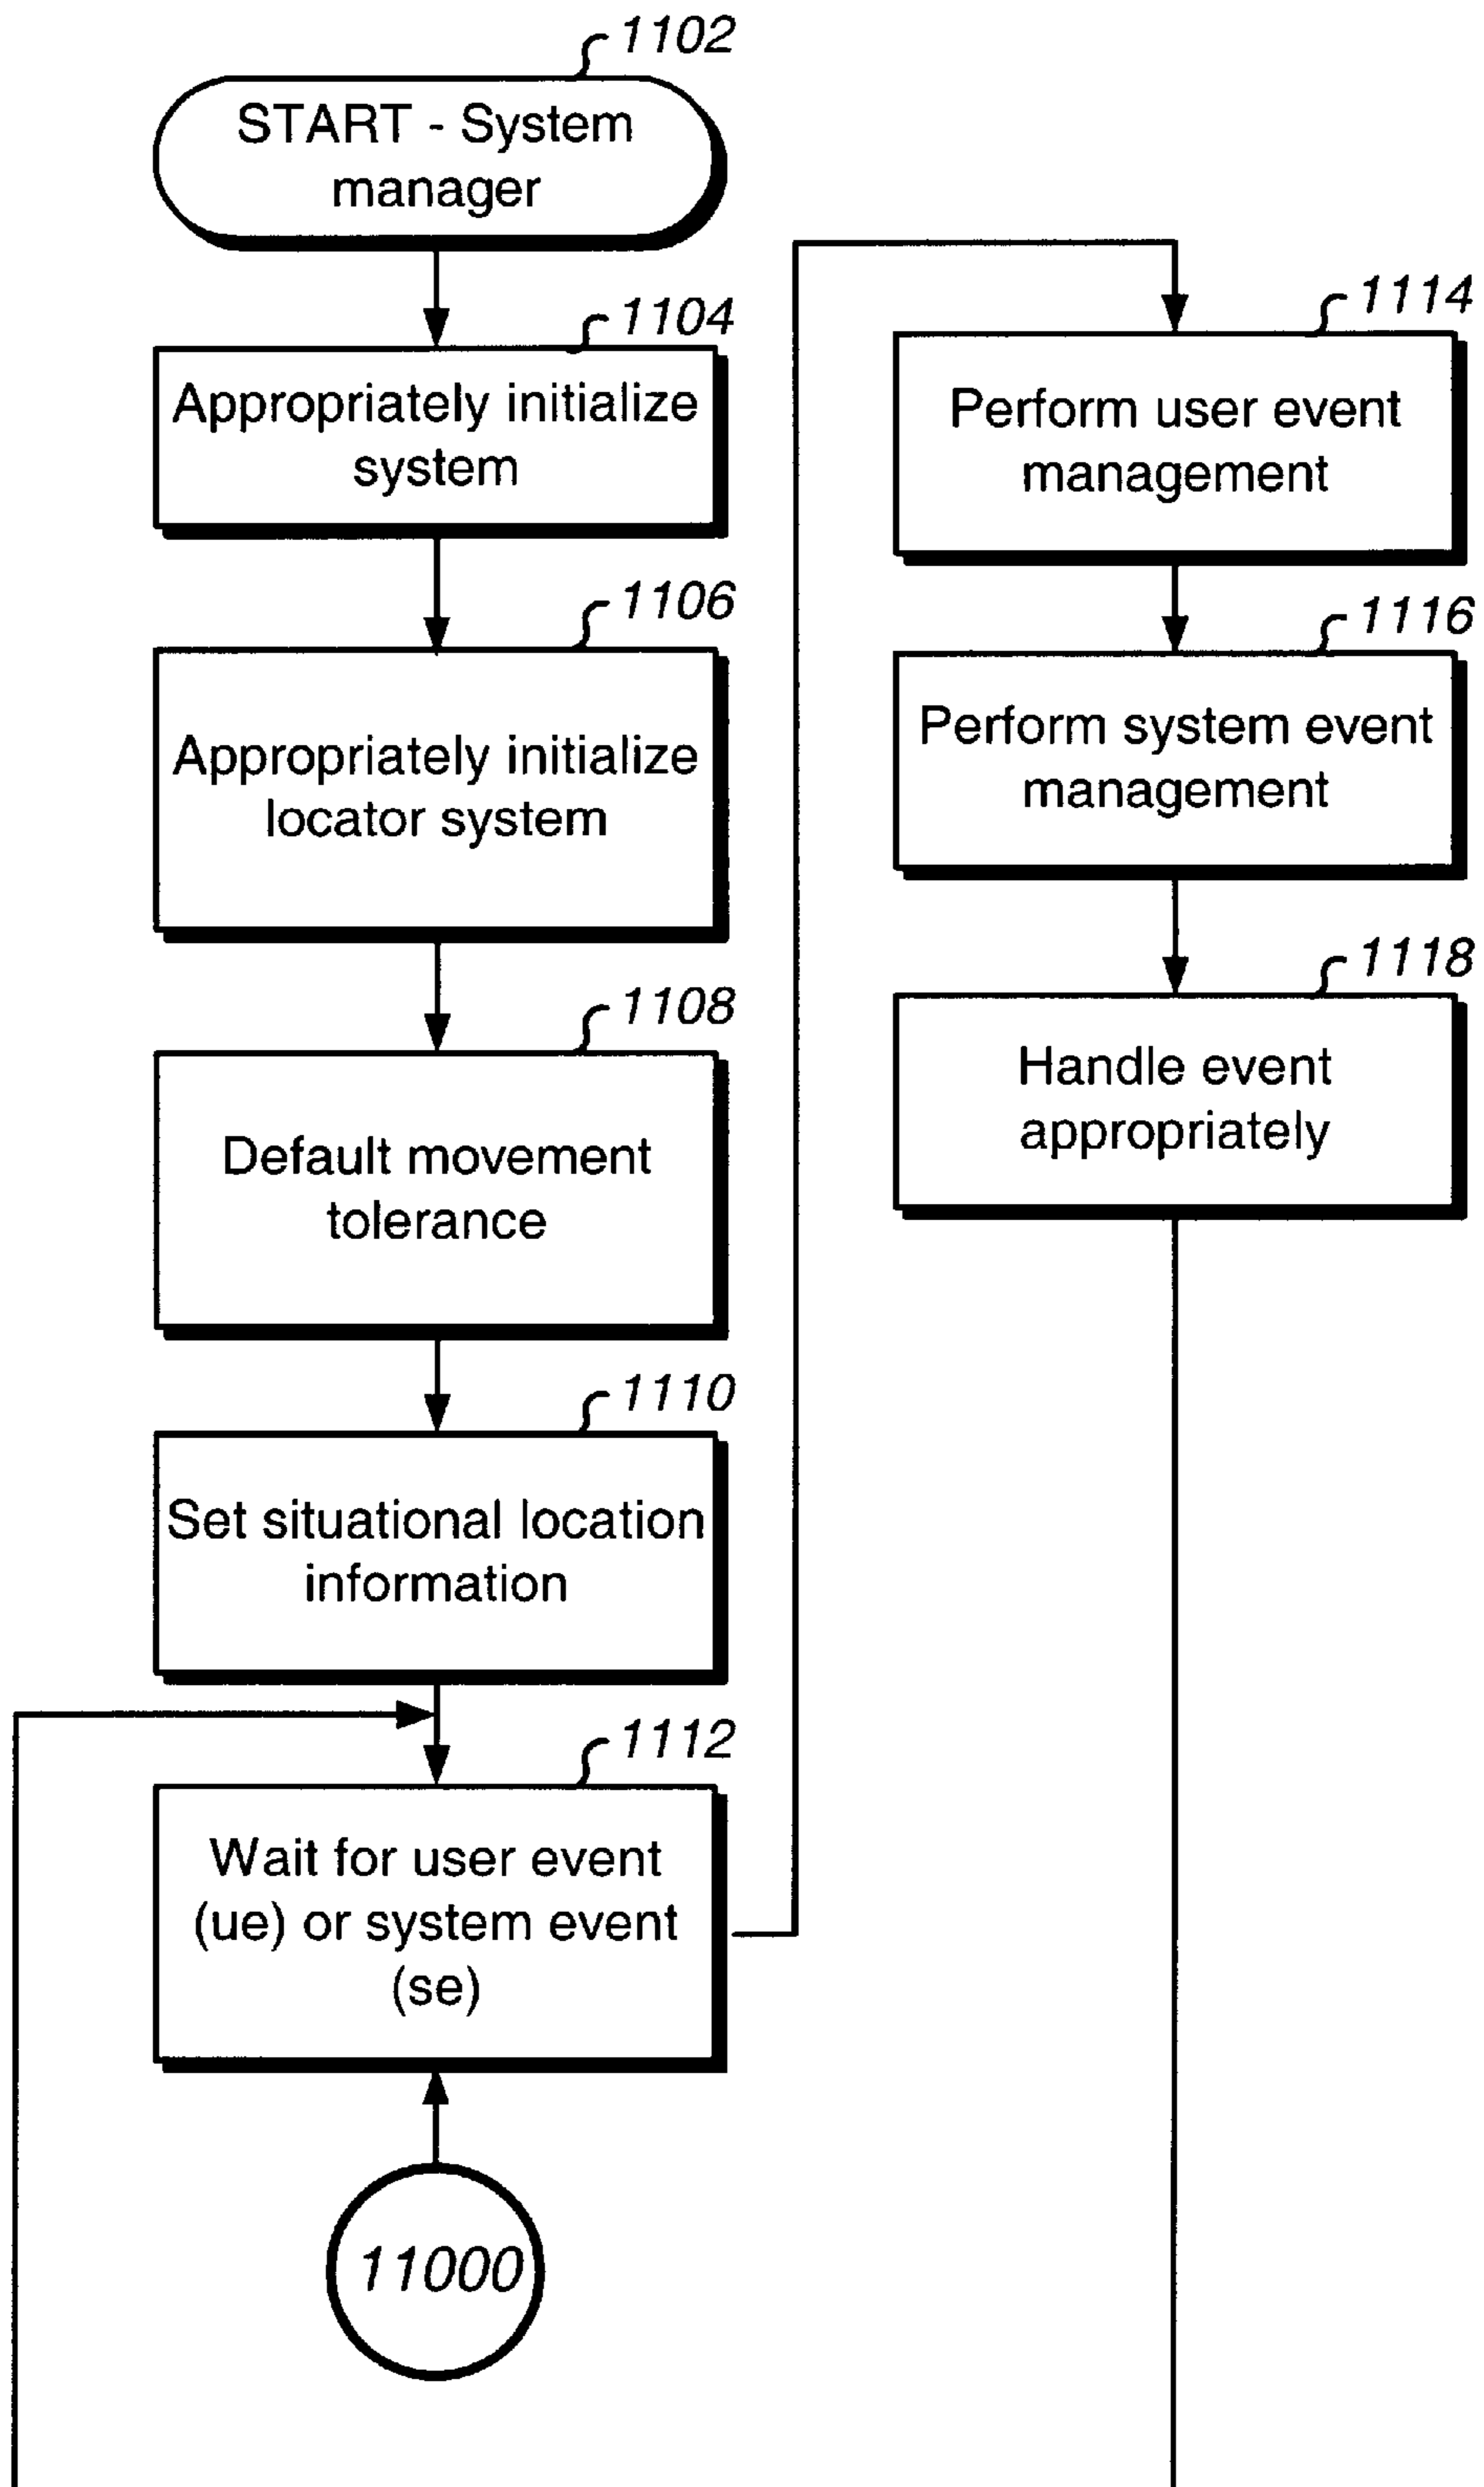 1102
START - System
manager
1104
Appropriately initialize
system
1106
Appropriately initialize
locator system
1108
Default movement
tolerance
1110
Set situational location
information
1112
Wait for user event
(ue) or system event
(se)
11000
1114
Perform user event
management
1116
Perform system event
management
1118
Handle event
appropriately